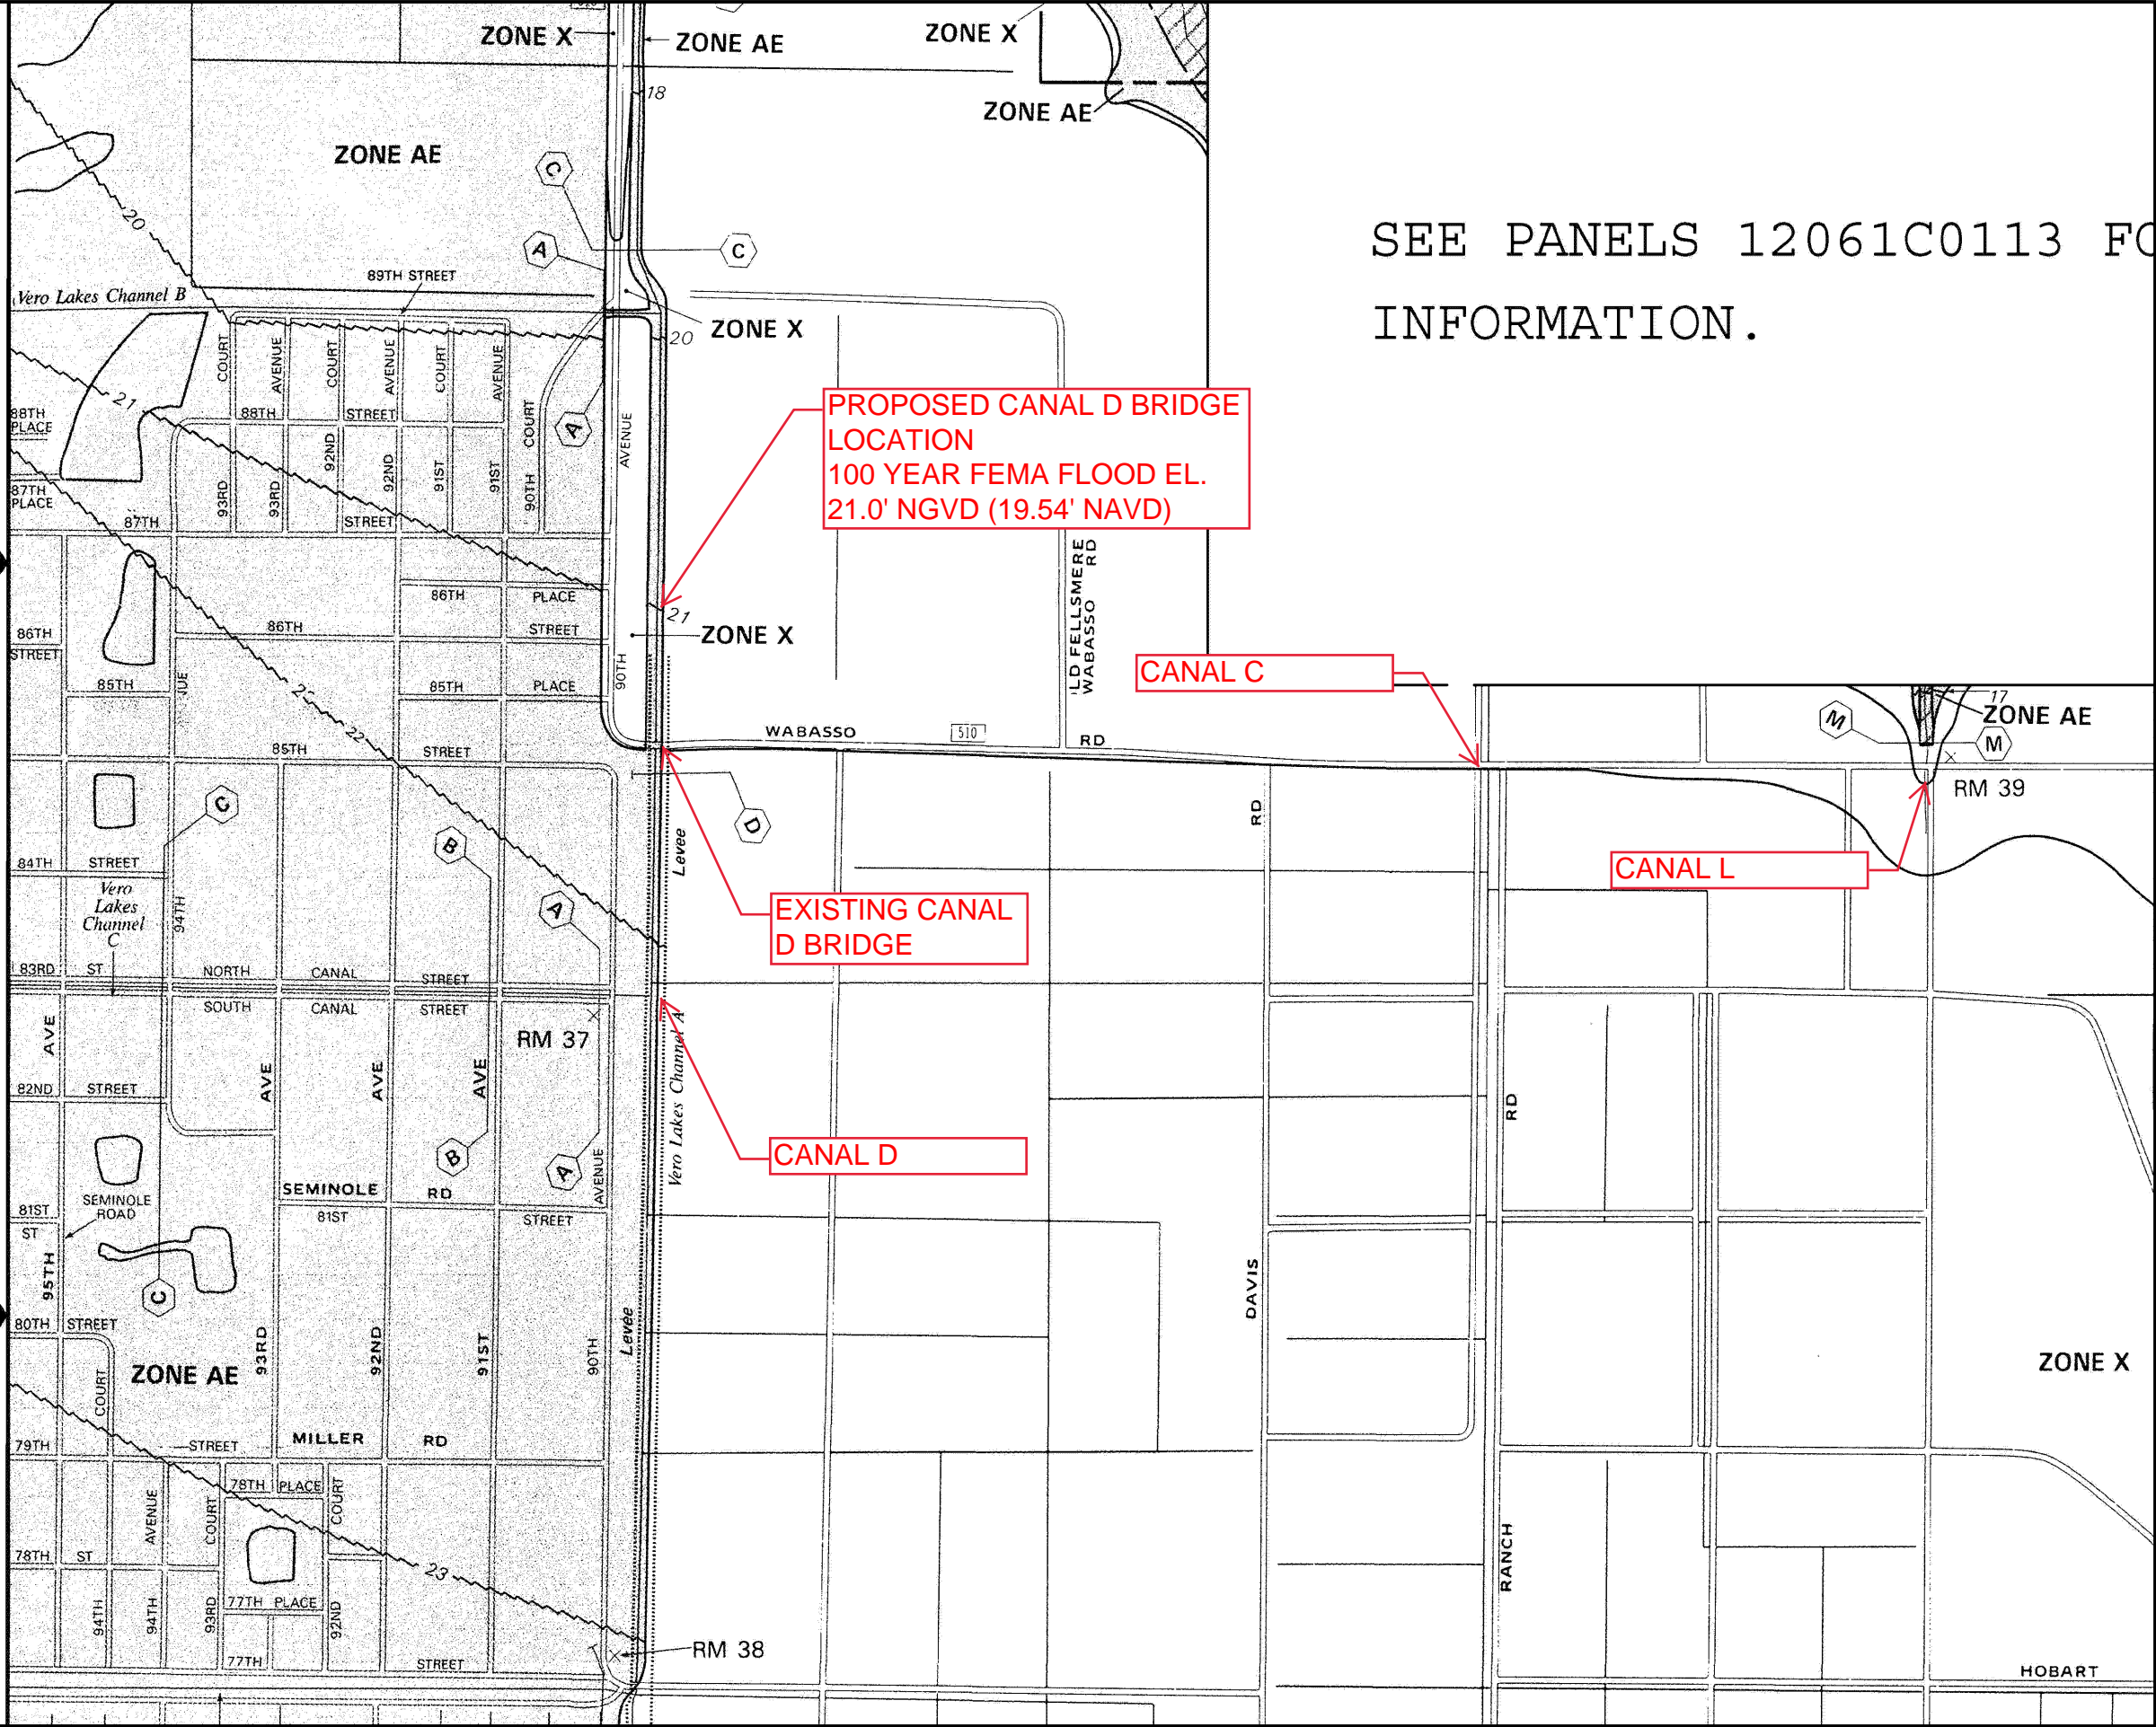 ZONE X
ZONE AE
ZONE X
18
ZONE AE
ZONE AE
C
20
A
C
SEE PANELS 12061C0113 FO
INFORMATION.
89TH STREET
Vero Lakes Channel B
ZONE X
20
COURT
AVENUE
COURT
AVENUE
COURT
AVENUE
21
88TH
PLACE
88TH
STREET
COURT
A
AVENUE
PROPOSED CANAL D BRIDGE
LOCATION
100 YEAR FEMA FLOOD EL.
21.0' NGVD (19.54' NAVD)
93RD
93RD
92ND
92ND
91ST
91ST
90TH
87TH
PLACE
87TH
STREET
86TH
PLACE
21
86TH
STREET
86TH
STREET
ZONE X
LD FELLSMERE
WABASSO RD
85TH
85TH
PLACE
90TH
CANAL C
22
85TH
STREET
WABASSO
510
RD
17
ZONE AE
M
M
RM 39
C
D
RD
B
Levee
84TH
STREET
CANAL L
Vero
Lakes
Channel
C
94TH
A
EXISTING CANAL
D BRIDGE
83RD
ST
NORTH
CANAL
STREET
SOUTH
CANAL
STREET
RM 37
AVE
AVE
AVE
AVE
Vero Lakes Channel A
82ND
STREET
RD
B
A
CANAL D
SEMINOLE
RD
AVENUE
SEMINOLE
ROAD
81ST
ST
81ST
STREET
95TH
C
DAVIS
Levee
80TH
STREET
93RD
92ND
91ST
90TH
ZONE AE
ZONE X
COURT
79TH
STREET
MILLER
RD
78TH
PLACE
AVENUE
COURT
COURT
78TH
ST
23
RANCH
94TH
94TH
93RD
77TH PLACE
92ND
RM 38
77TH
STREET
HOBART